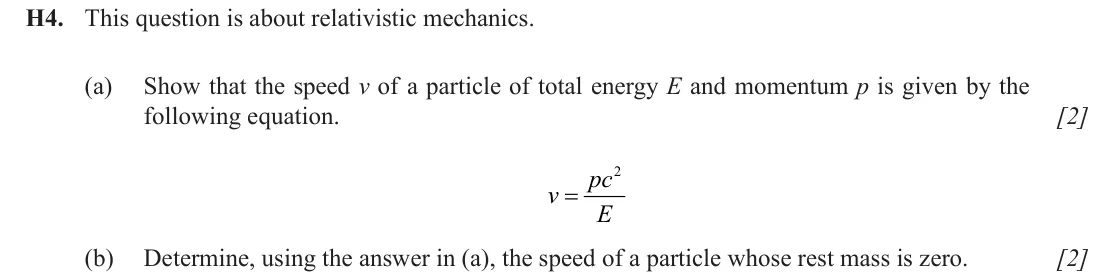 H4. This question is about relativistic mechanics.
(a) Show that the speed v of a particle of total energy E and momentum p is given by the
following equation. [2]
v = pc²/E
(b) Determine, using the answer in (a), the speed of a particle whose rest mass is zero. [2]